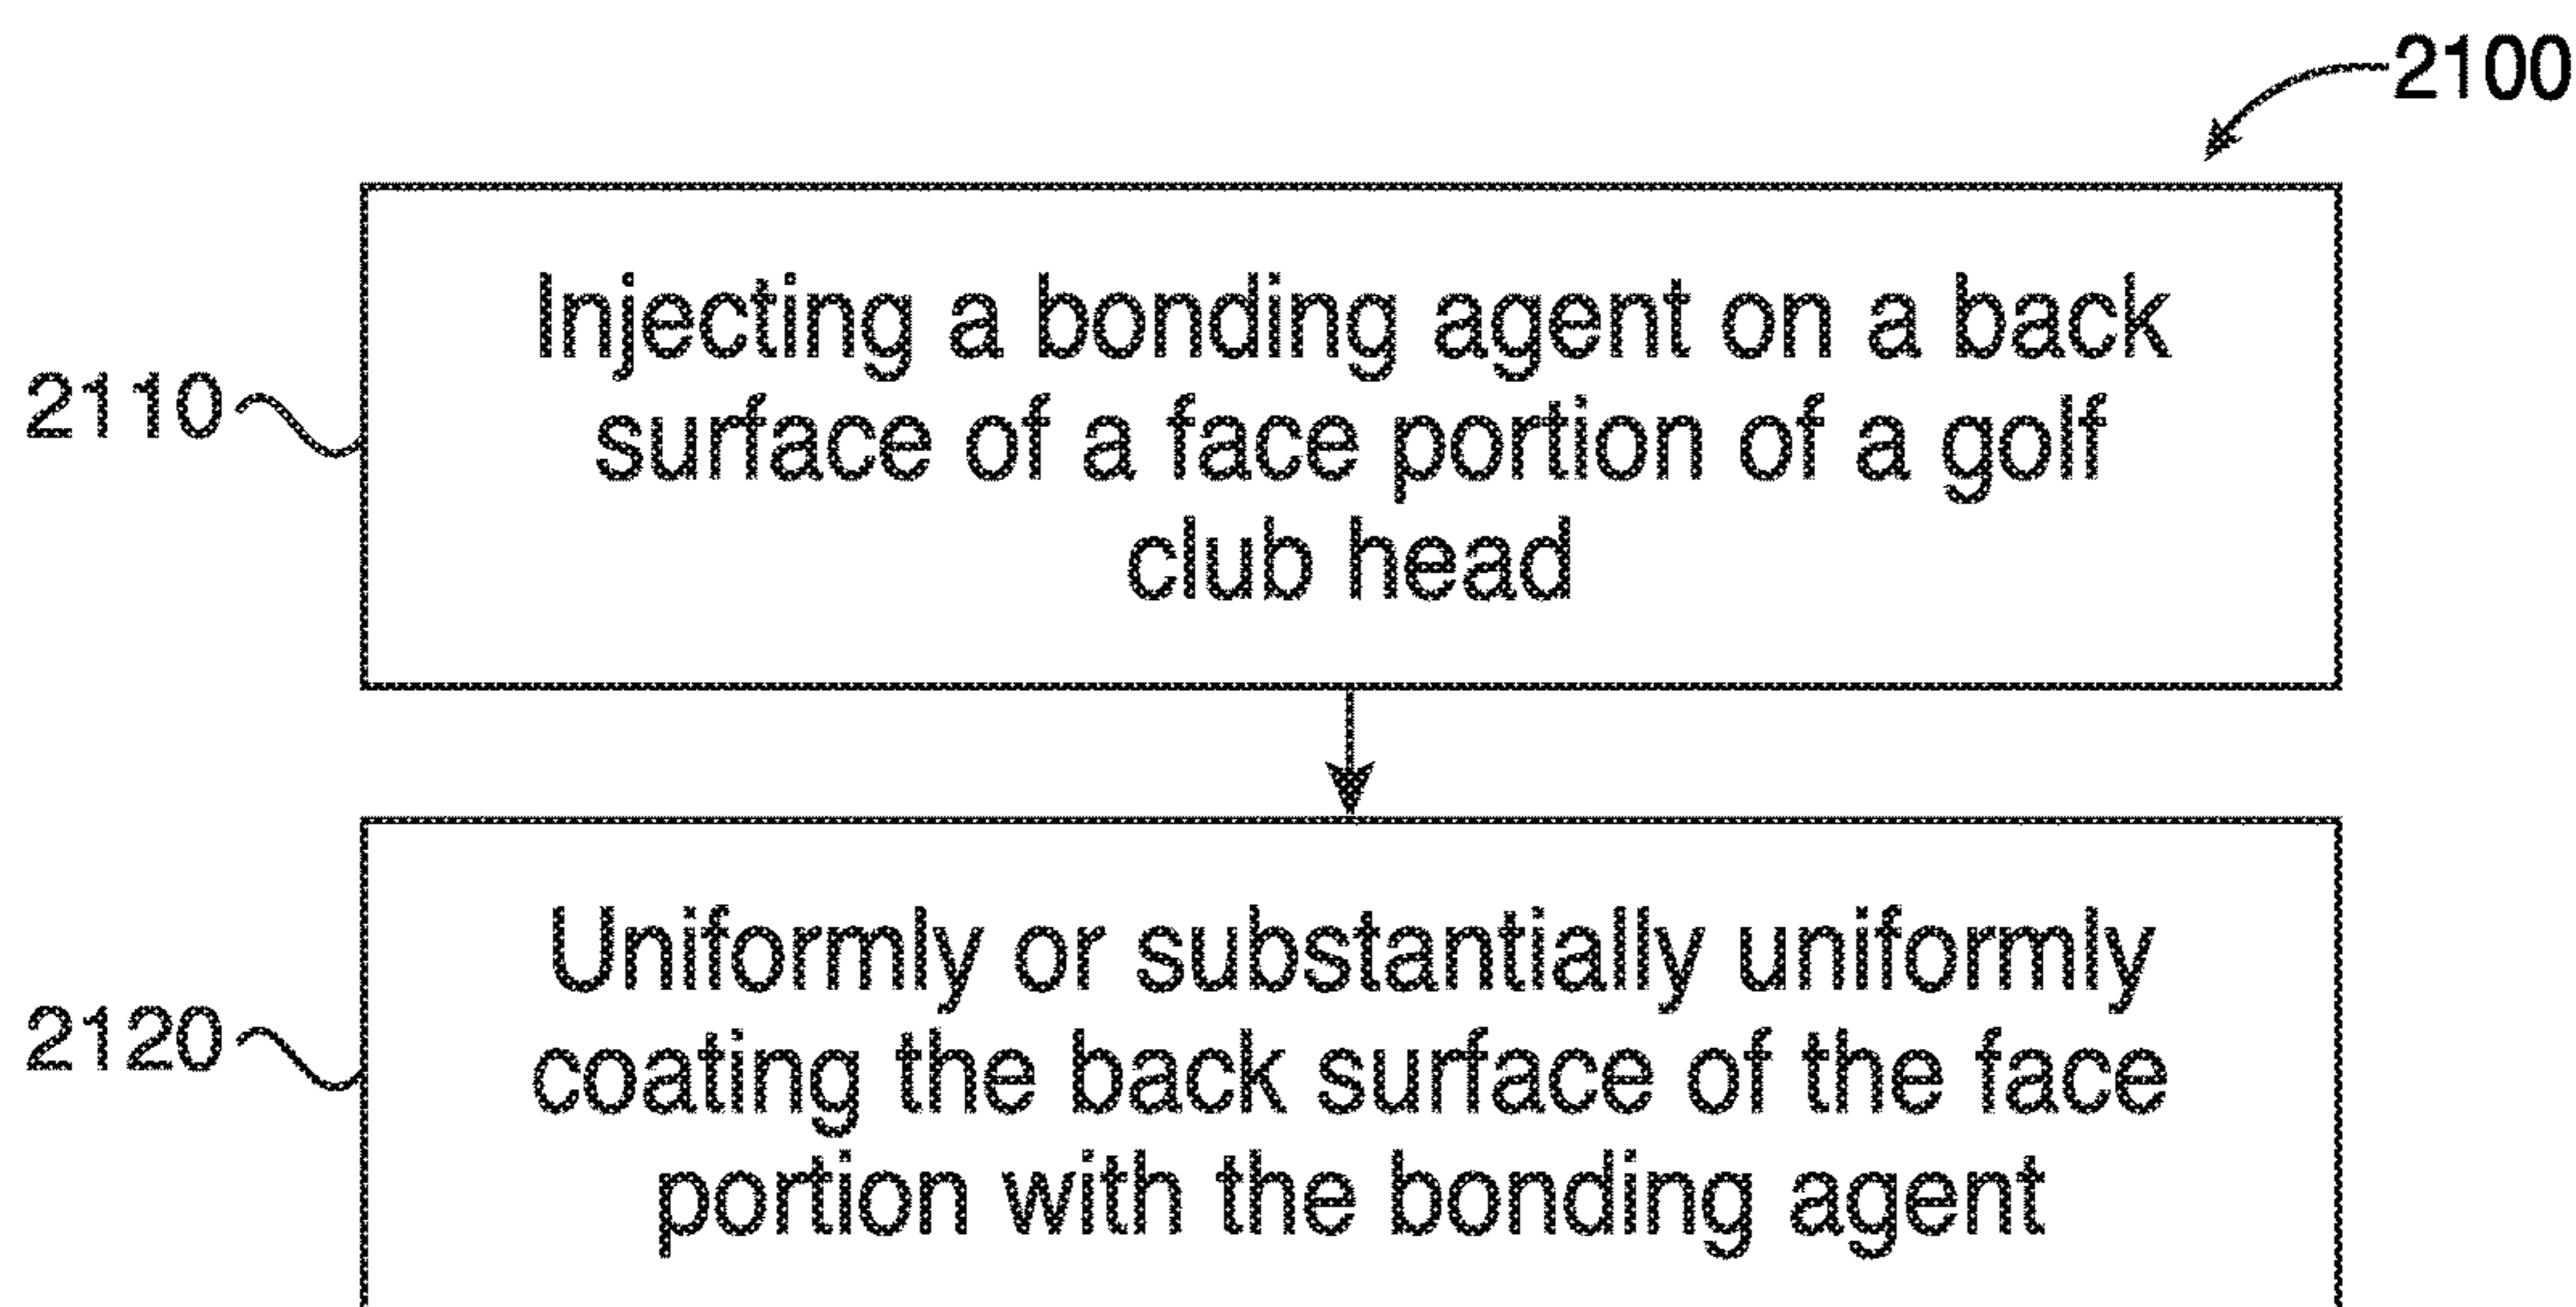 2100
Injecting a bonding agent on a back
surface of a face portion of a golf
club head
2110
Uniformly or substantially uniformly
coating the back surface of the face
portion with the bonding agent
2120